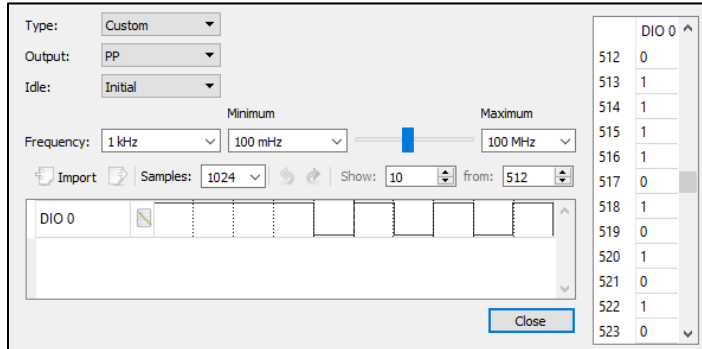 Type: Custom
Output: PP
Idle: Initial
Minimum Maximum
Frequency: 1 kHz 100 mHz 100 MHz
Import Samples: 1024 Show: 10 from: 512
DIO 0
Close
DIO 0
512 0
513 1
514 1
515 1
516 1
517 0
518 1
519 0
520 1
521 0
522 1
523 0